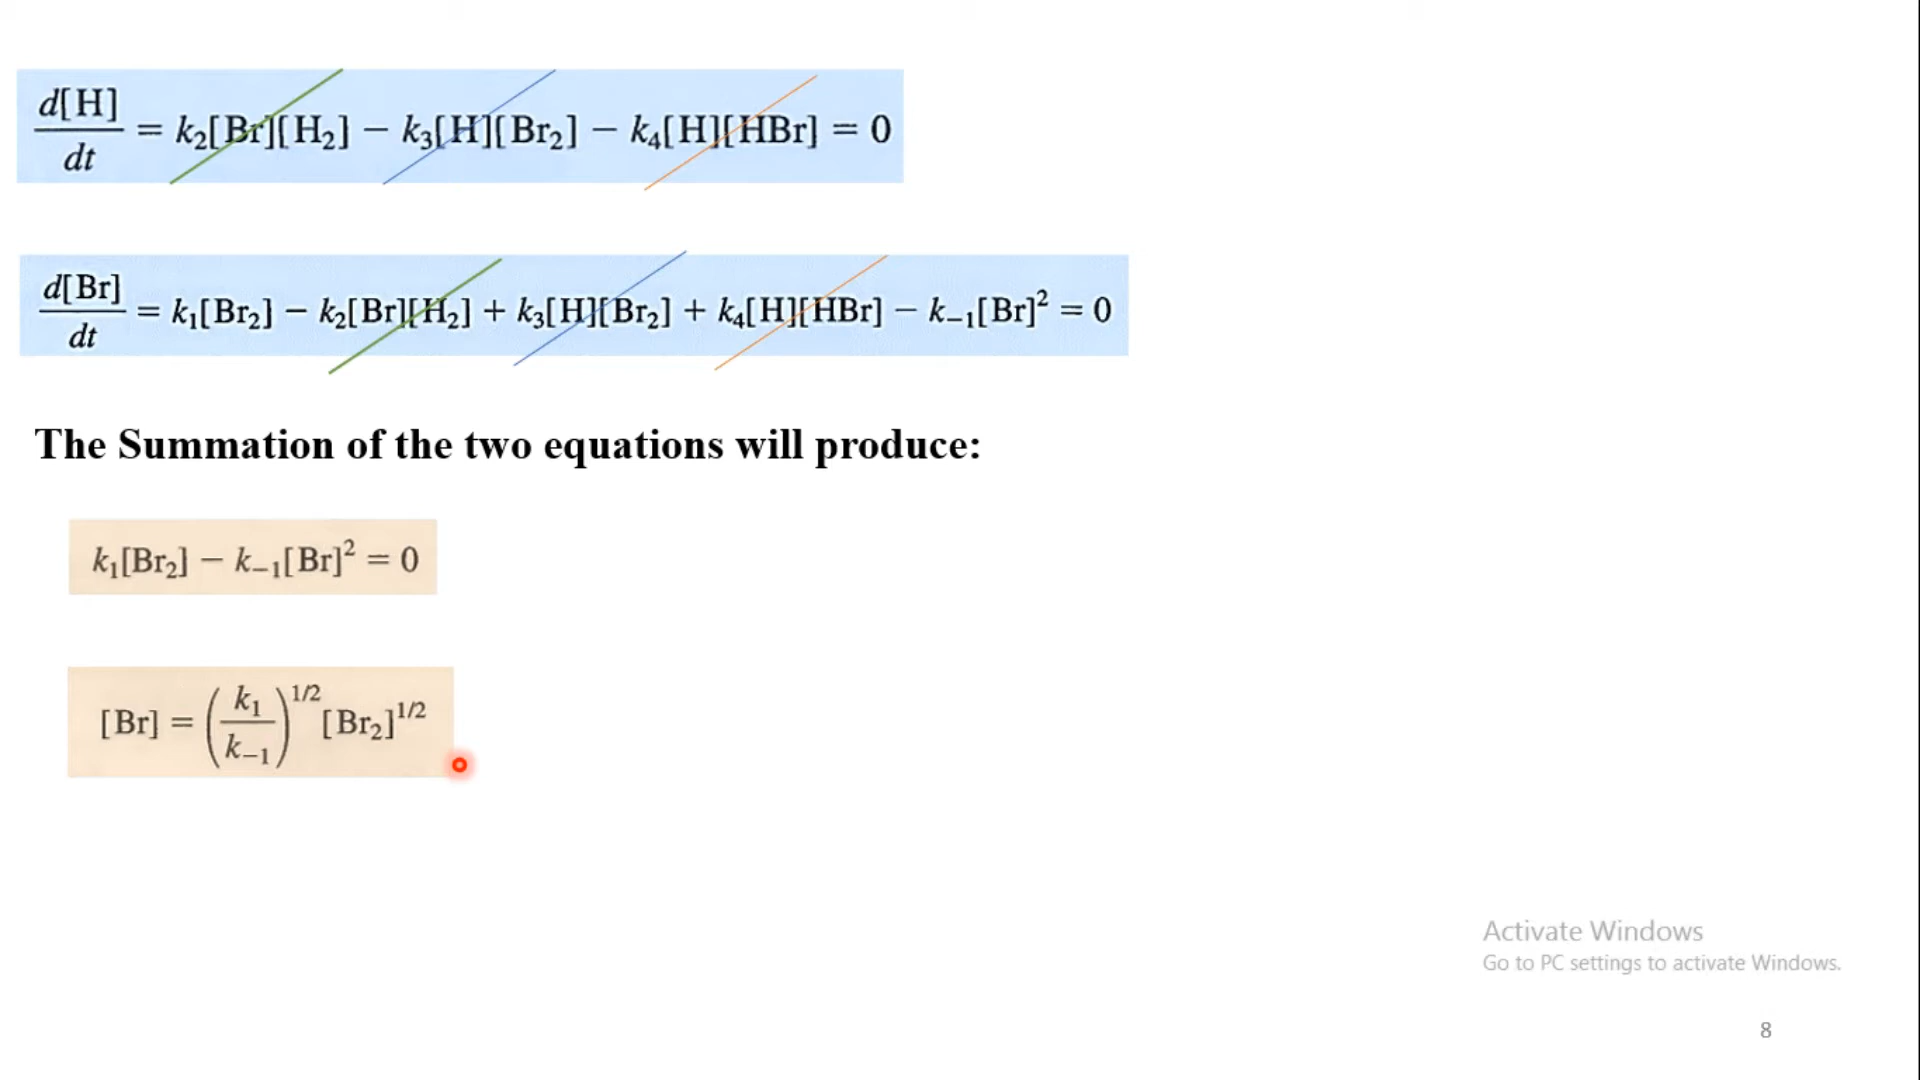 d[H]/dt = k₂[Br][H₂] − k₃[H][Br₂] − k₄[H][HBr] = 0
d[Br]/dt = k₁[Br₂] − k₂[Br][H₂] + k₃[H][Br₂] + k₄[H][HBr] − k₋₁[Br]² = 0
The Summation of the two equations will produce:
k₁[Br₂] − k₋₁[Br]² = 0
[Br] = (k₁/k₋₁)^1/2 [Br₂]^1/2
Activate Windows
Go to PC settings to activate Windows.
8